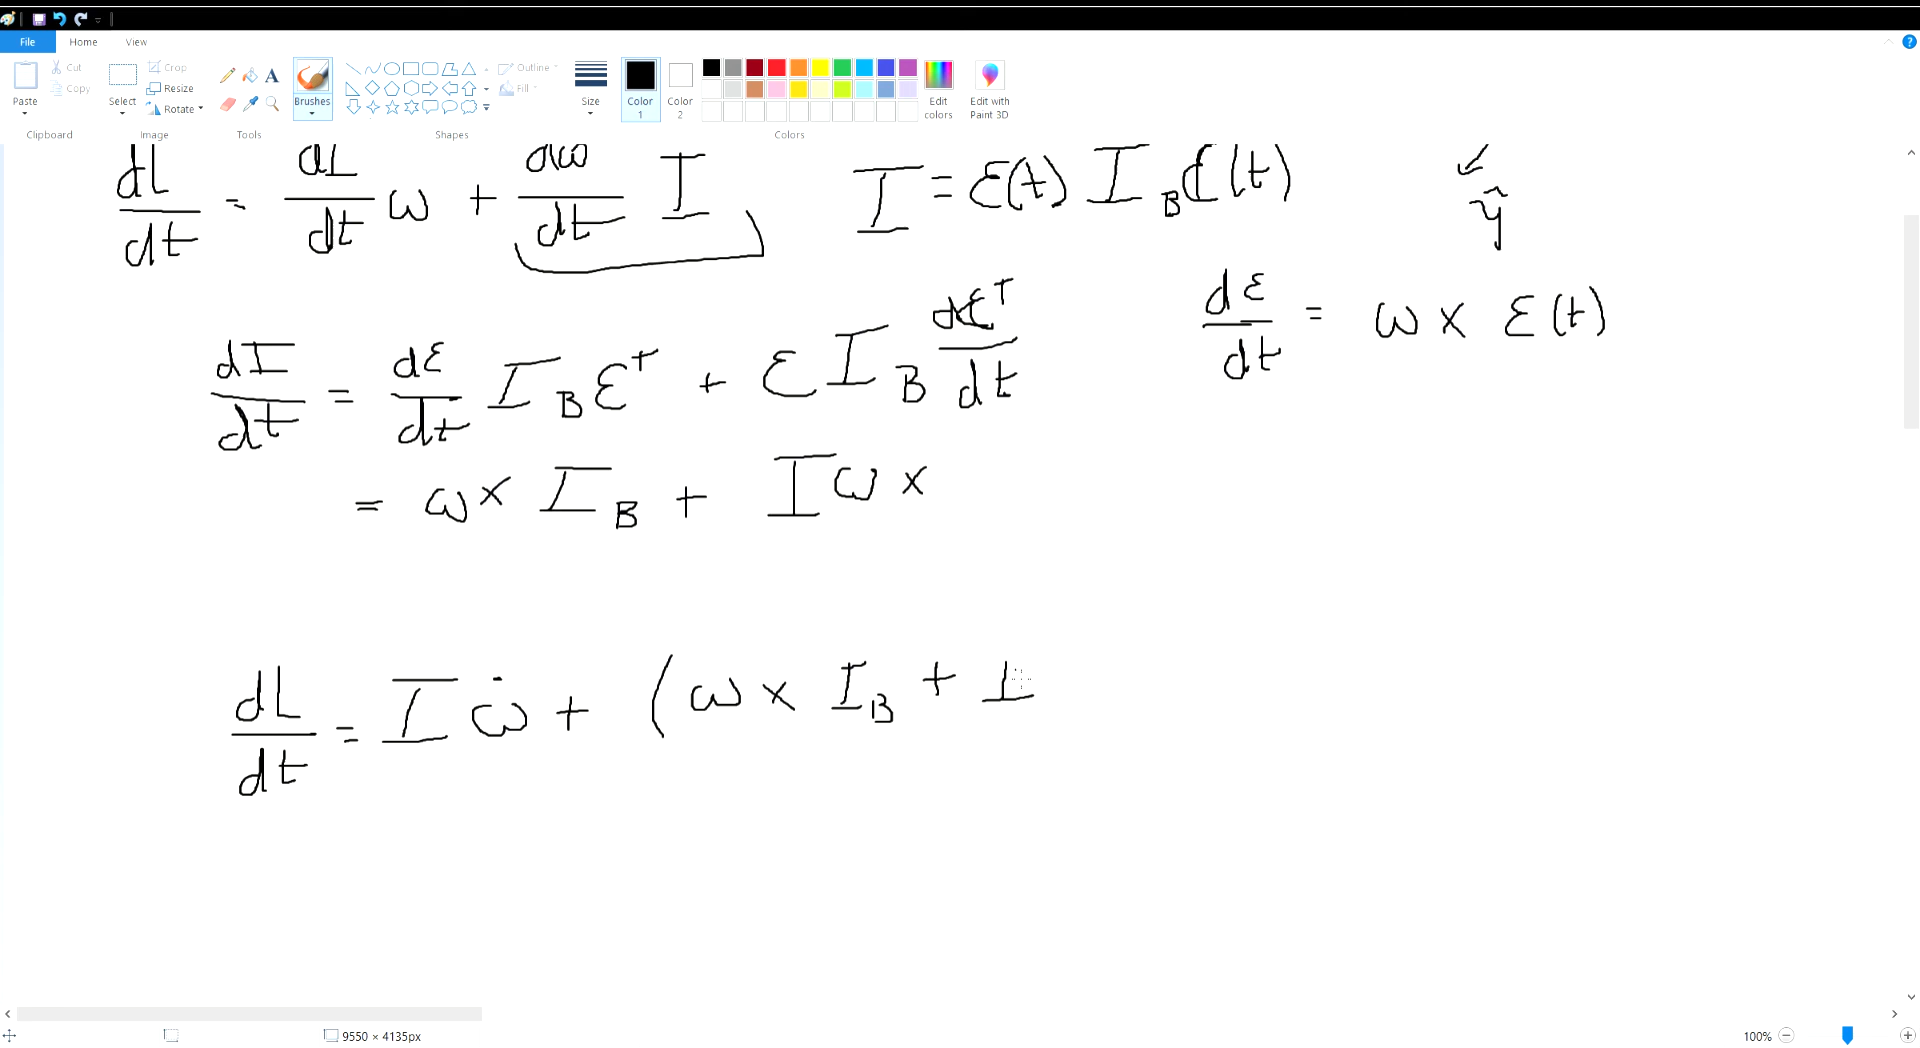 File Home View
Paste Cut Copy Select Crop Resize Rotate A Brushes Outline Fill Size Color 1 Color 2 Edit colors Edit with Paint 3D
Clipboard Image Tools Shapes Colors
dL/dt = dI/dt ω + dω/dt I
I = ε(t) I_B ε(t)
ŷ
dε/dt = ω × ε(t)
dI/dt = dε/dt I_B ε^T + ε I_B dε^T/dt
= ω × I_B + I ω ×
dL/dt = I ω̇ + (ω × I_B + I
9550 × 4135px 100%